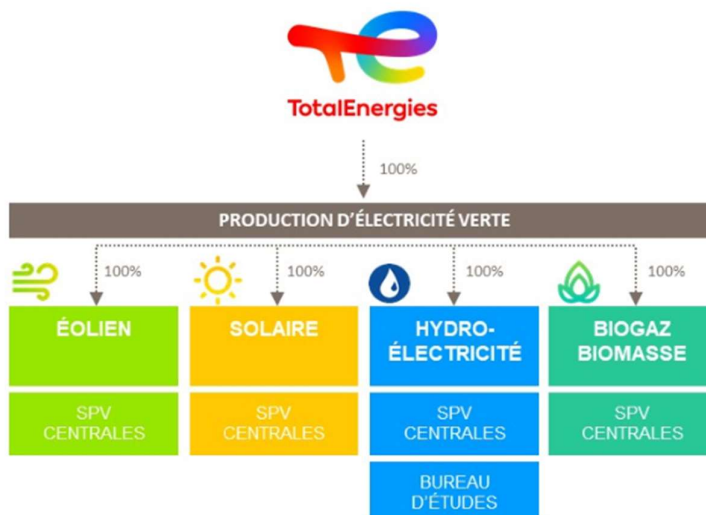 TotalEnergies
100%
PRODUCTION D'ÉLECTRICITÉ VERTE
100%
100%
100%
100%
ÉOLIEN
SOLAIRE
HYDRO-
ÉLECTRICITÉ
BIOGAZ
BIOMASSE
SPV
CENTRALES
SPV
CENTRALES
SPV
CENTRALES
SPV
CENTRALES
BUREAU
D'ÉTUDES